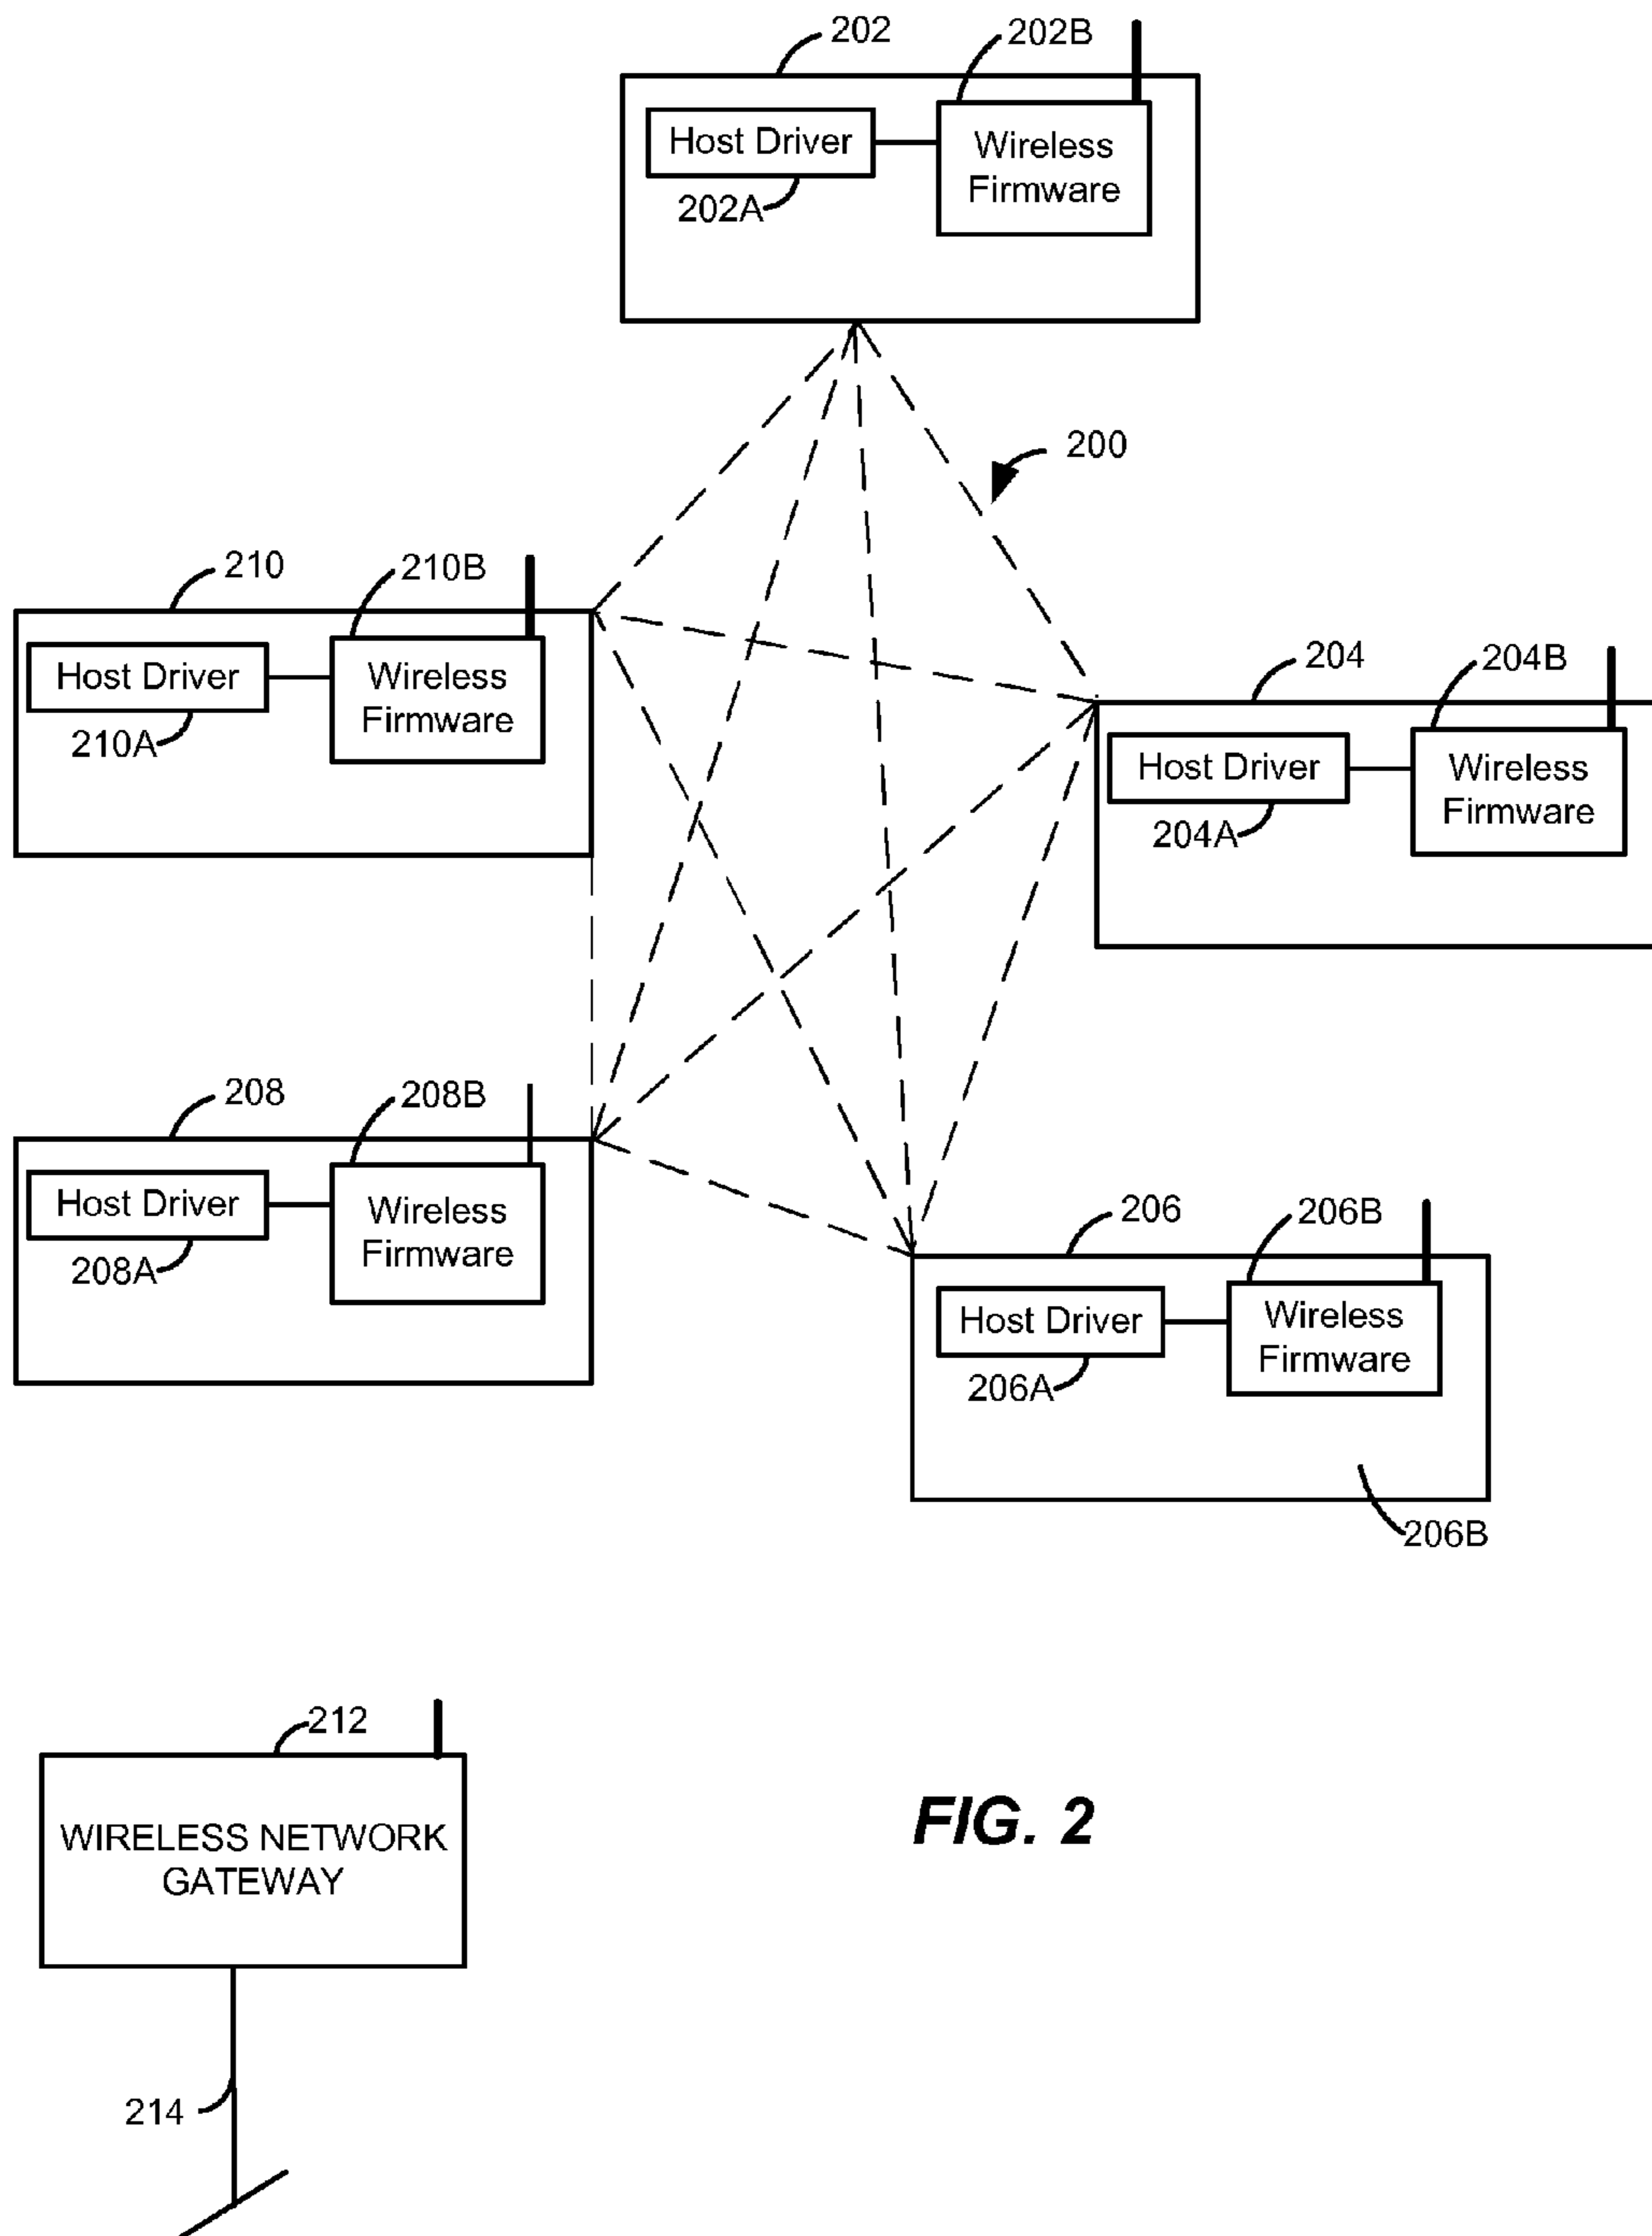 202
202B
Host Driver
Wireless
Firmware
202A
200
210
210B
Host Driver
Wireless
Firmware
210A
204
204B
Host Driver
Wireless
Firmware
204A
208
208B
Host Driver
Wireless
Firmware
208A
206
206B
Host Driver
Wireless
Firmware
206A
206B
212
WIRELESS NETWORK
GATEWAY
FIG. 2
214